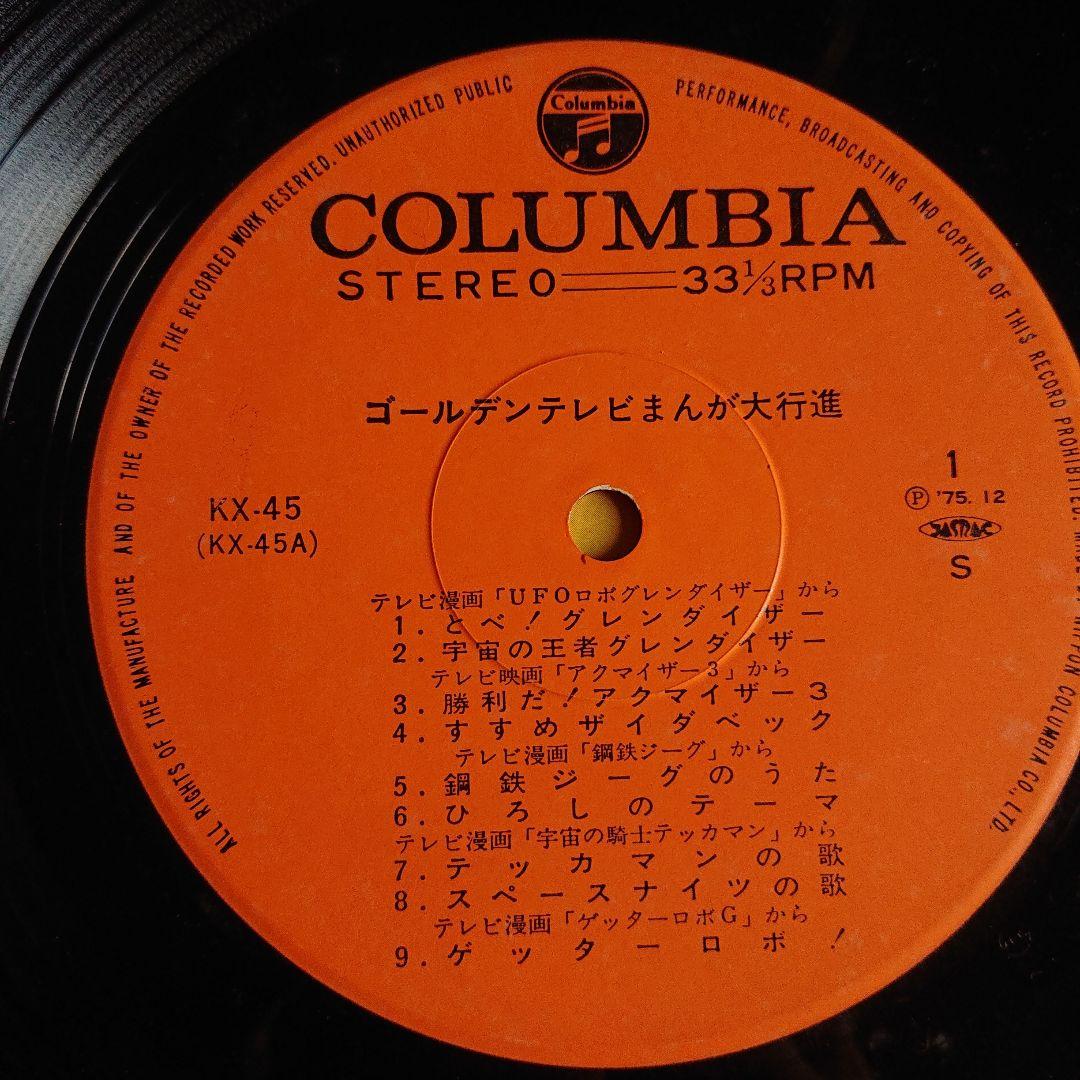 Columbia
COLUMBIA
STEREO 33⅓RPM
ゴールデンテレビまんが大行進
KX-45
(KX-45A)
1
Ⓟ '75. 12
JASRAC
S
テレビ漫画「UFOロボグレンダイザー」から
1. とべ!グレンダイザー
2. 宇宙の王者グレンダイザー
テレビ映画「アクマイザー3」から
3. 勝利だ!アクマイザー3
4. すすめザイダベック
テレビ漫画「鋼鉄ジーグ」から
5. 鋼鉄ジーグのうた
6. ひろしのテーマ
テレビ漫画「宇宙の騎士テッカマン」から
7. テッカマンの歌
8. スペースナイツの歌
テレビ漫画「ゲッターロボG」から
9. ゲッターロボ!
ALL RIGHTS OF THE MANUFACTURE AND OF THE OWNER OF THE RECORDED WORK RESERVED. UNAUTHORIZED PUBLIC PERFORMANCE, BROADCASTING AND COPYING OF THIS RECORD PROHIBITED. NIPPON COLUMBIA CO., LTD.